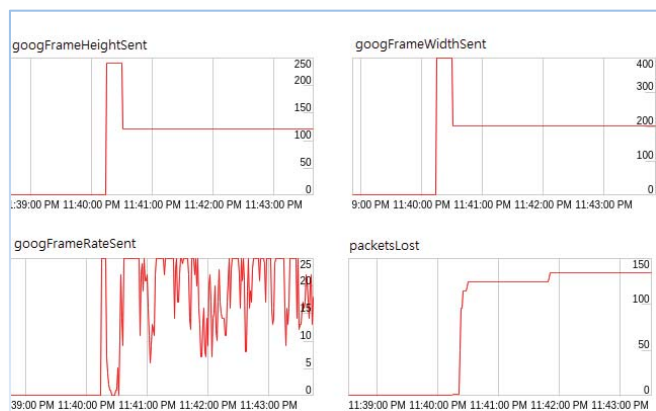 googFrameHeightSent
250
200
150
100
50
0
:39:00 PM 11:40:00 PM 11:41:00 PM 11:42:00 PM 11:43:00 PM
googFrameWidthSent
400
300
200
100
0
9:00 PM 11:40:00 PM 11:41:00 PM 11:42:00 PM 11:43:00 PM
googFrameRateSent
25
20
15
10
5
0
39:00 PM 11:40:00 PM 11:41:00 PM 11:42:00 PM 11:43:00 PM
packetsLost
150
100
50
0
11:39:00 PM 11:40:00 PM 11:41:00 PM 11:42:00 PM 11:43:00 PM